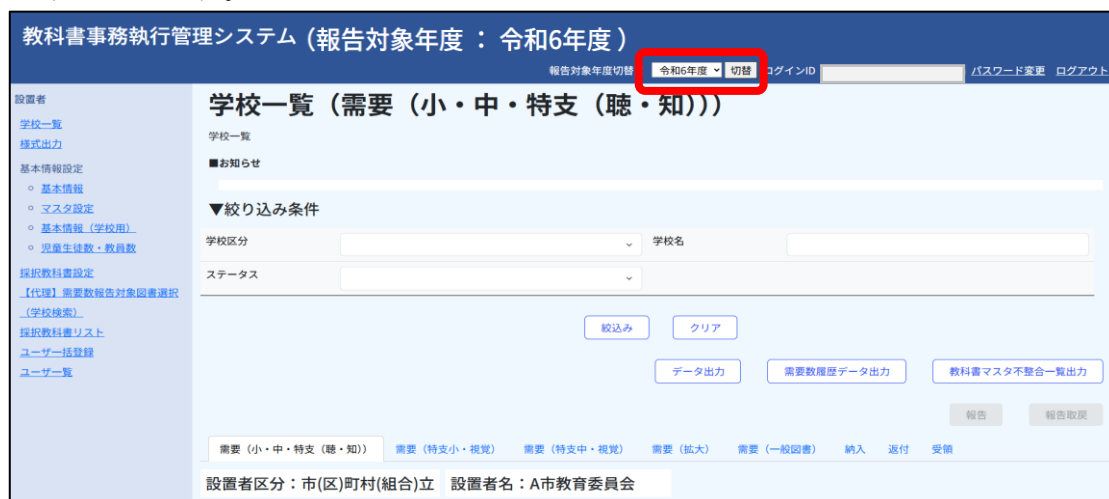 教科書事務執行管理システム (報告対象年度 : 令和6年度 )
報告対象年度切替 令和6年度 切替 ログインID パスワード変更 ログアウト
設置者
学校一覧
様式出力
基本情報設定
基本情報
マスタ設定
基本情報（学校用）
児童生徒数・教員数
採択教科書設定
【代理】需要数報告対象図書選択
（学校検索）
採択教科書リスト
ユーザ一括登録
ユーザ一覧
学校一覧（需要（小・中・特支（聴・知)））
学校一覧
■お知らせ
▼絞り込み条件
学校区分 学校名
ステータス
絞込み クリア
データ出力 需要数履歴データ出力 教科書マスタ不整合一覧出力
報告 報告取戻
需要（小・中・特支（聴・知)） 需要（特支小・視覚） 需要（特支中・視覚） 需要（拡大） 需要（一般図書） 納入 返付 受領
設置者区分：市(区)町村(組合)立 設置者名：A市教育委員会